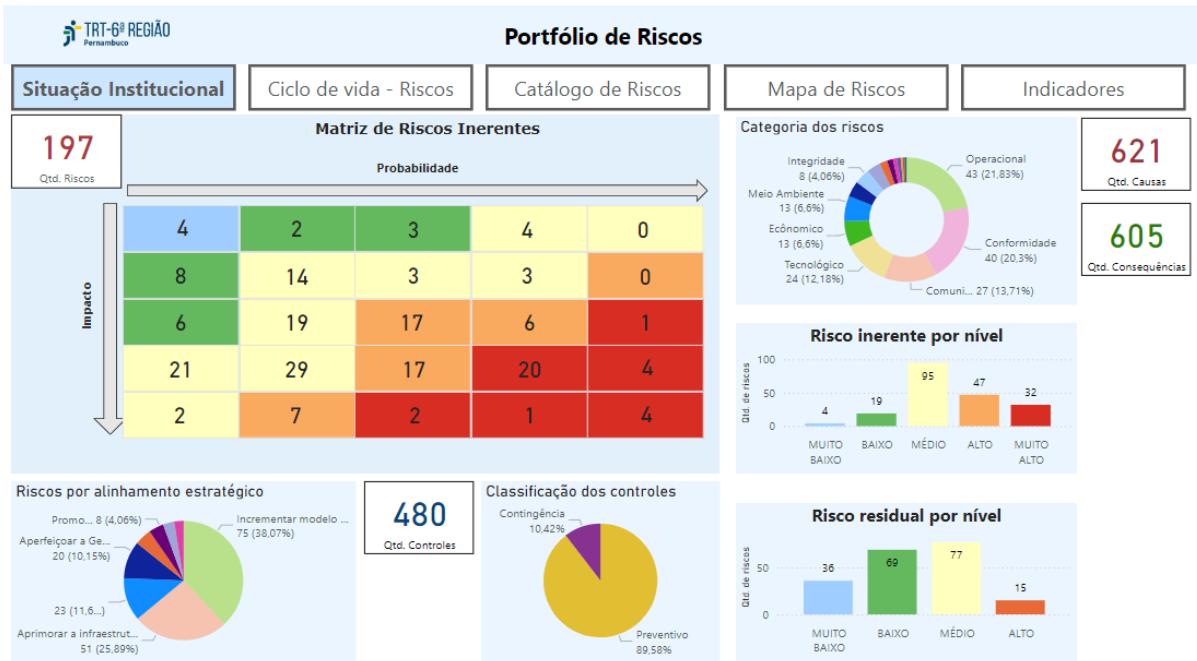 TRT-6ª REGIÃO
Pernambuco
Portfólio de Riscos
Situação Institucional
Ciclo de vida - Riscos
Catálogo de Riscos
Mapa de Riscos
Indicadores
197
Qtd. Riscos
Matriz de Riscos Inerentes
Probabilidade
Impacto
4 2 3 4 0
8 14 3 3 0
6 19 17 6 1
21 29 17 20 4
2 7 2 1 4
Categoria dos riscos
Integridade
8 (4,06%)
Meio Ambiente
13 (6,6%)
Ecônomico
13 (6,6%)
Tecnológico
24 (12,18%)
Operacional
43 (21,83%)
Conformidade
40 (20,3%)
Comuni... 27 (13,71%)
621
Qtd. Causas
605
Qtd. Consequências
Risco inerente por nível
Qtd. de riscos
100
50
0
4 19 95 47 32
MUITO BAIXO
BAIXO
MÉDIO
ALTO
MUITO ALTO
Riscos por alinhamento estratégico
Promo... 8 (4,06%)
Aperfeiçoar a Ge...
20 (10,15%)
23 (11,6...)
Aprimorar a infraestrut...
51 (25,89%)
Incrementar modelo ...
75 (38,07%)
480
Qtd. Controles
Classificação dos controles
Contingência
10,42%
Preventivo
89,58%
Risco residual por nível
Qtd. de riscos
50
0
36 69 77 15
MUITO BAIXO
BAIXO
MÉDIO
ALTO